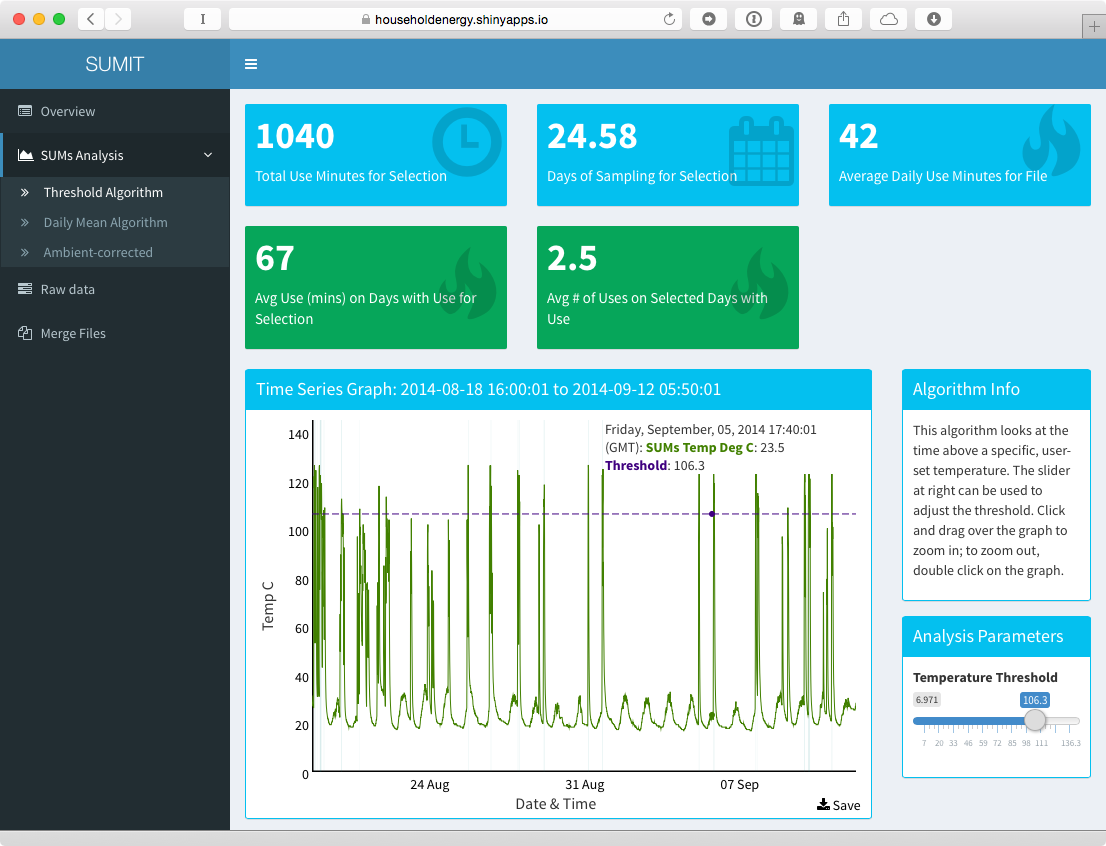 householdenergy.shinyapps.io
SUMIT
Overview
SUMs Analysis
Threshold Algorithm
Daily Mean Algorithm
Ambient-corrected
Raw data
Merge Files
1040
Total Use Minutes for Selection
24.58
Days of Sampling for Selection
42
Average Daily Use Minutes for File
67
Avg Use (mins) on Days with Use for
Selection
2.5
Avg # of Uses on Selected Days with
Use
Time Series Graph: 2014-08-18 16:00:01 to 2014-09-12 05:50:01
Friday, September, 05, 2014 17:40:01
(GMT): SUMs Temp Deg C: 23.5
Threshold: 106.3
140
120
100
80
60
40
20
0
Temp C
24 Aug 31 Aug 07 Sep
Date & Time
Save
Algorithm Info
This algorithm looks at the
time above a specific, user-
set temperature. The slider
at right can be used to
adjust the threshold. Click
and drag over the graph to
zoom in; to zoom out,
double click on the graph.
Analysis Parameters
Temperature Threshold
6.971 106.3
7 20 33 46 59 72 85 98 111 136.3